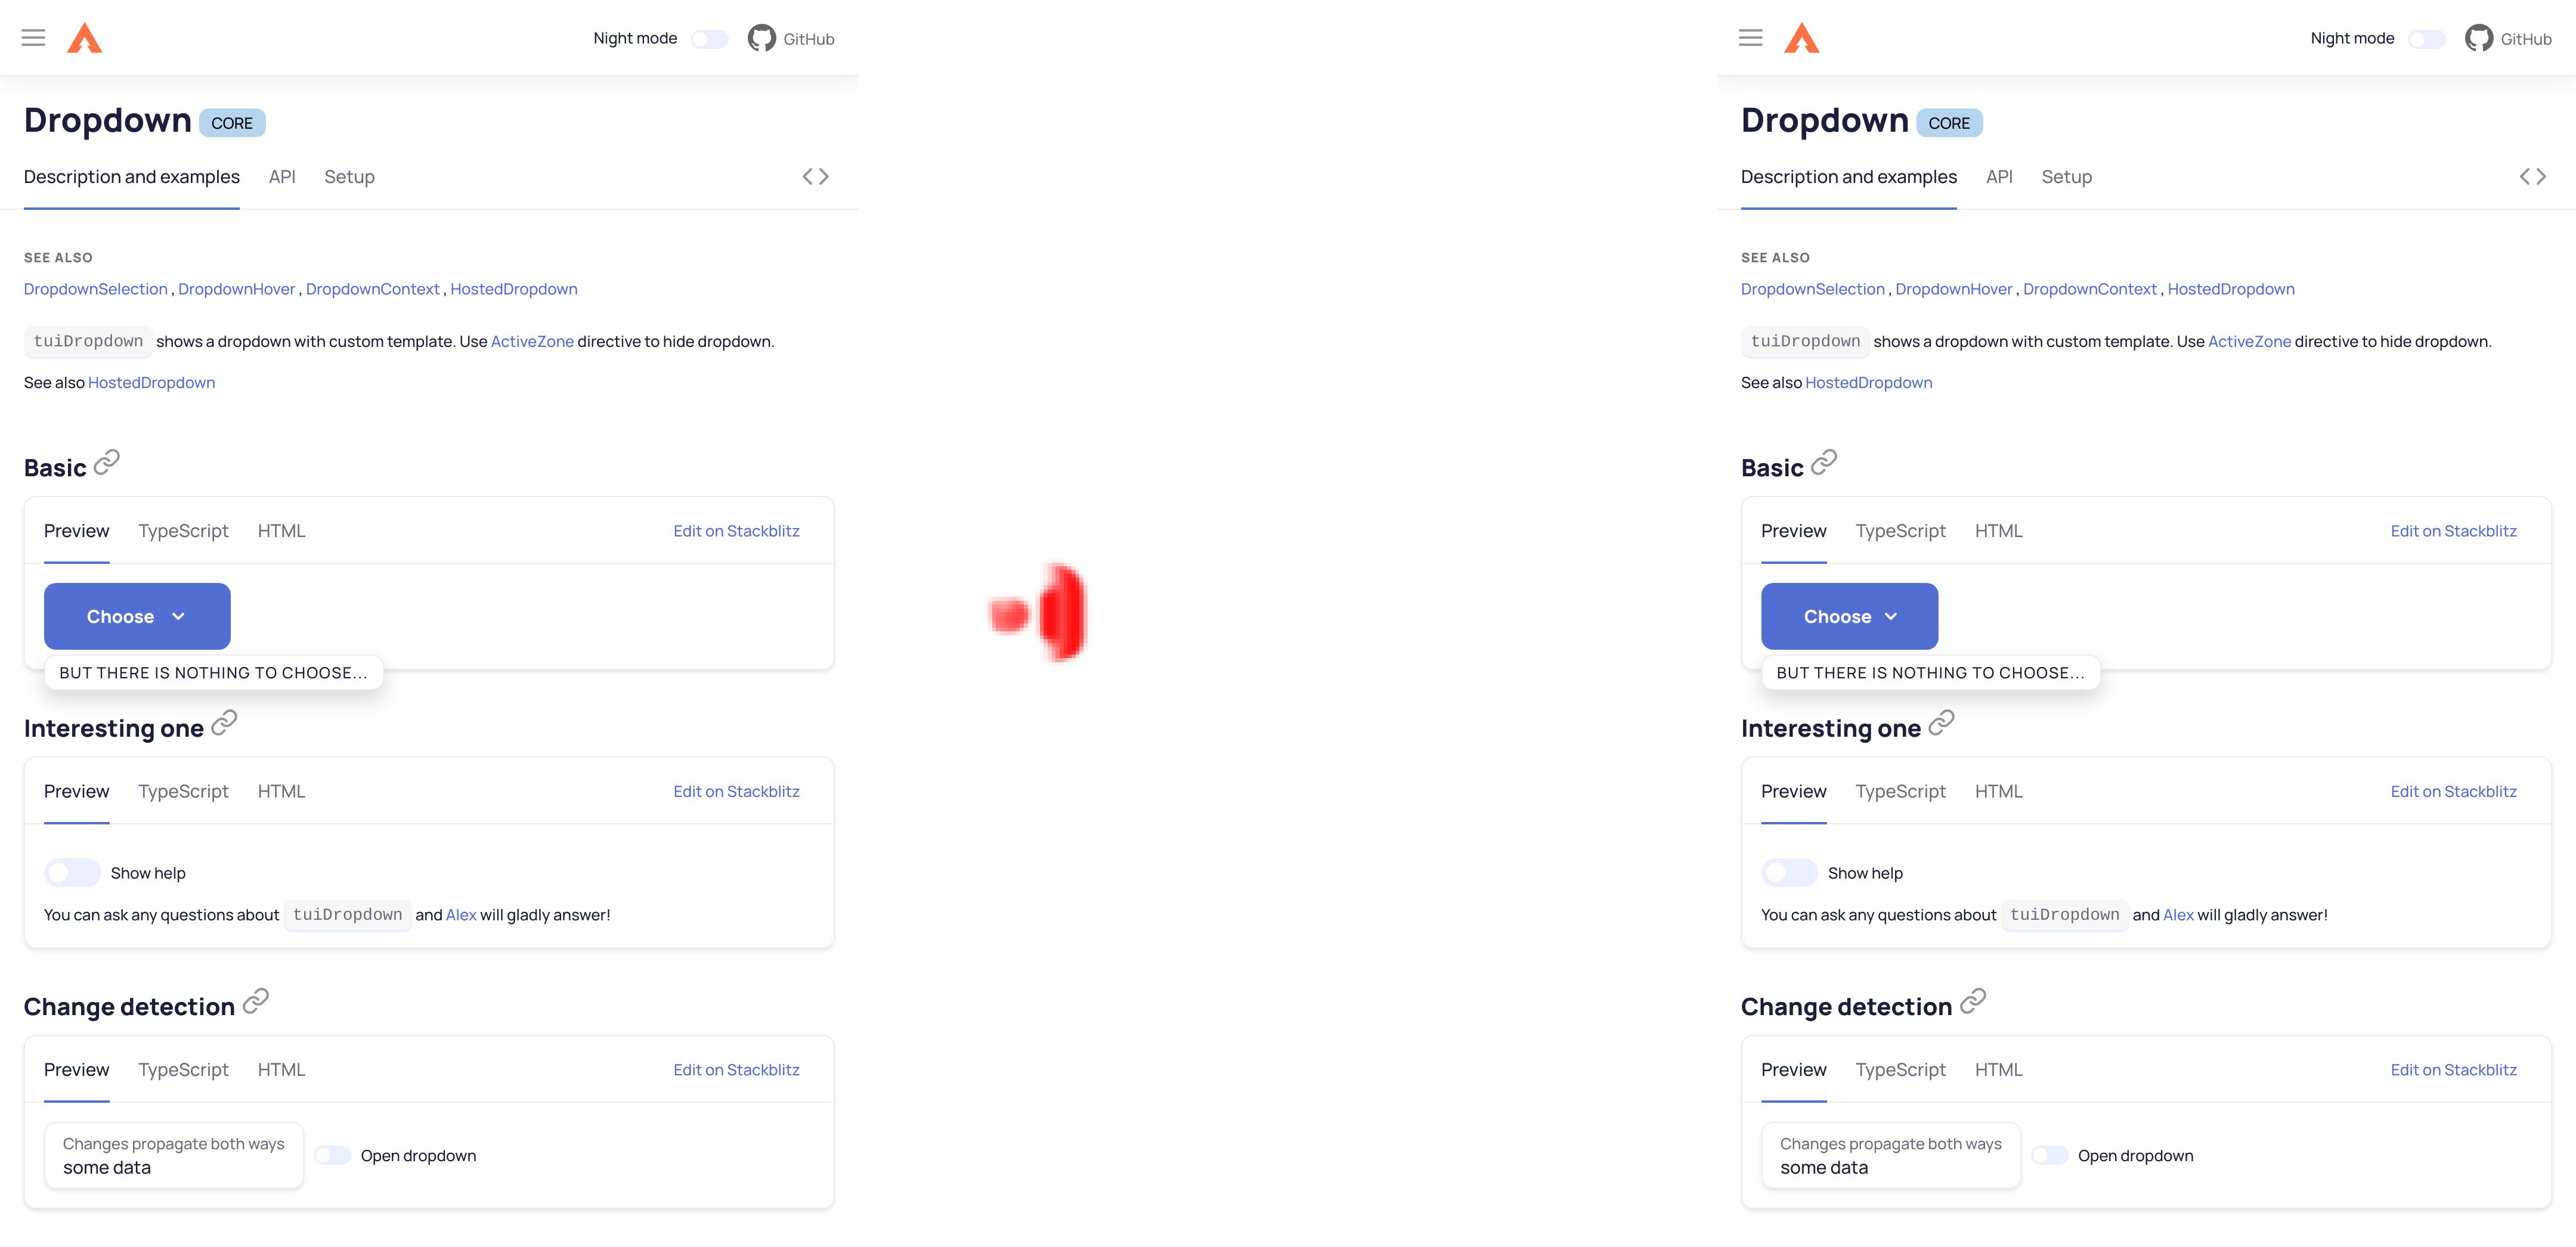 Night mode GitHub
Dropdown CORE
Description and examples API Setup
SEE ALSO
DropdownSelection , DropdownHover , DropdownContext , HostedDropdown
tuiDropdown shows a dropdown with custom template. Use ActiveZone directive to hide dropdown.
See also HostedDropdown
Basic
Preview TypeScript HTML Edit on Stackblitz
Choose
BUT THERE IS NOTHING TO CHOOSE...
Interesting one
Preview TypeScript HTML Edit on Stackblitz
Show help
You can ask any questions about tuiDropdown and Alex will gladly answer!
Change detection
Preview TypeScript HTML Edit on Stackblitz
Changes propagate both ways
some data
Open dropdown
Night mode GitHub
Dropdown CORE
Description and examples API Setup
SEE ALSO
DropdownSelection , DropdownHover , DropdownContext , HostedDropdown
tuiDropdown shows a dropdown with custom template. Use ActiveZone directive to hide dropdown.
See also HostedDropdown
Basic
Preview TypeScript HTML Edit on Stackblitz
Choose
BUT THERE IS NOTHING TO CHOOSE...
Interesting one
Preview TypeScript HTML Edit on Stackblitz
Show help
You can ask any questions about tuiDropdown and Alex will gladly answer!
Change detection
Preview TypeScript HTML Edit on Stackblitz
Changes propagate both ways
some data
Open dropdown